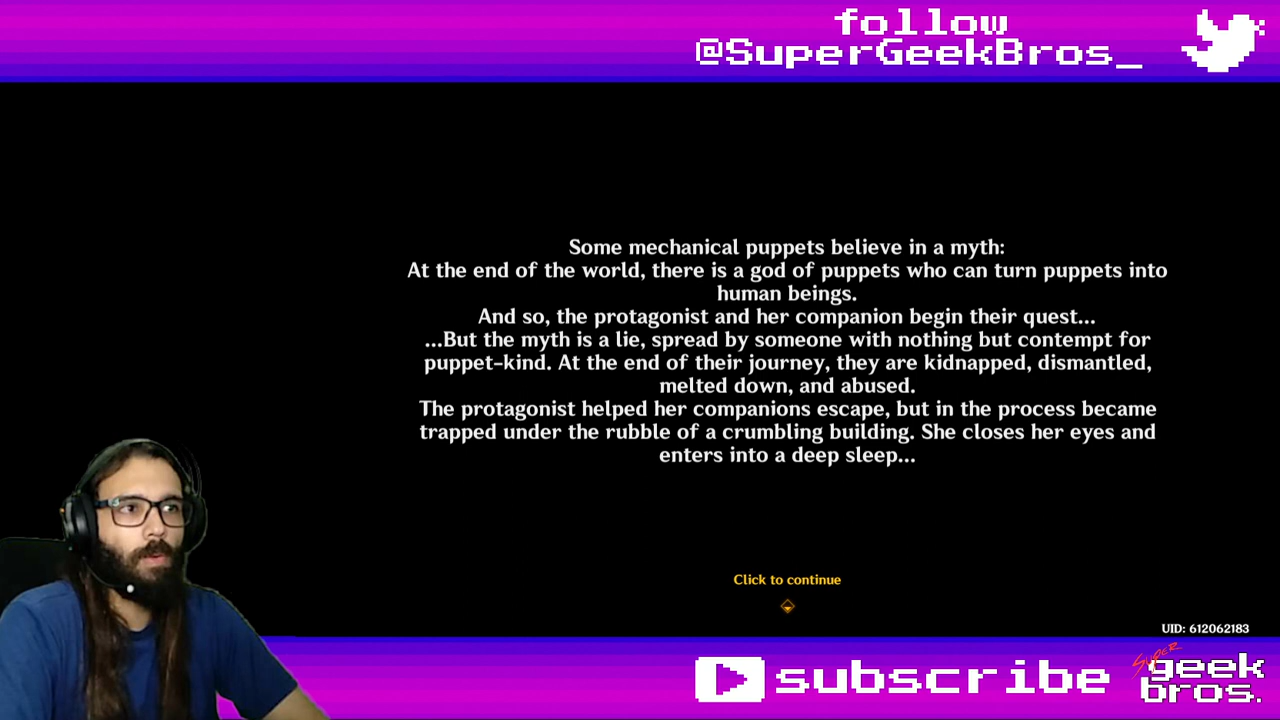 follow
@SuperGeekBros_
Some mechanical puppets believe in a myth:
At the end of the world, there is a god of puppets who can turn puppets into
human beings.
And so, the protagonist and her companion begin their quest...
...But the myth is a lie, spread by someone with nothing but contempt for
puppet-kind. At the end of their journey, they are kidnapped, dismantled,
melted down, and abused.
The protagonist helped her companions escape, but in the process became
trapped under the rubble of a crumbling building. She closes her eyes and
enters into a deep sleep...
Click to continue
UID: 612062183
subscribe
SUPER
geek
bros.